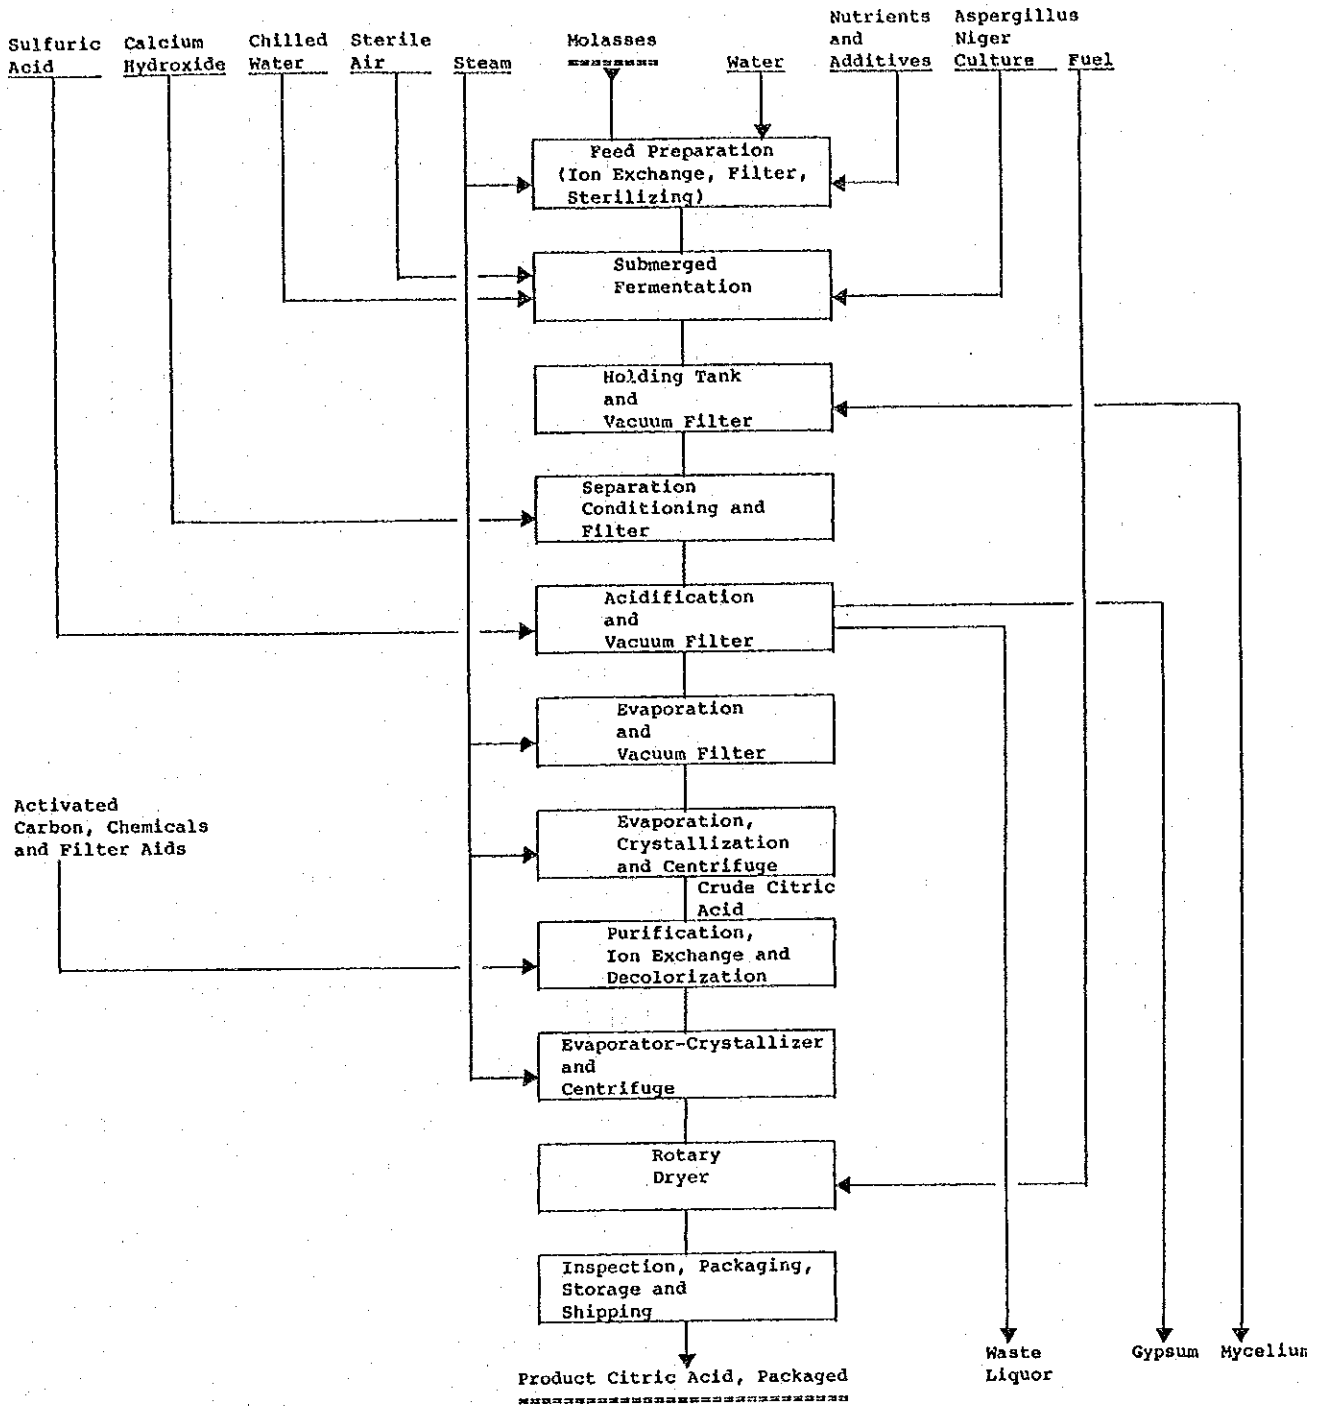 Sulfuric
Acid
Calcium
Hydroxide
Chilled
Water
Sterile
Air
Steam
Molasses
Water
Nutrients
and
Additives
Aspergillus
Niger
Culture
Fuel
Feed Preparation
(Ion Exchange, Filter,
Sterilizing)
Submerged
Fermentation
Holding Tank
and
Vacuum Filter
Separation
Conditioning and
Filter
Acidification
and
Vacuum Filter
Evaporation
and
Vacuum Filter
Activated
Carbon, Chemicals
and Filter Aids
Evaporation,
Crystallization
and Centrifuge
Crude Citric
Acid
Purification,
Ion Exchange and
Decolorization
Evaporator-Crystallizer
and
Centrifuge
Rotary
Dryer
Inspection, Packaging,
Storage and
Shipping
Waste
Liquor
Gypsum
Mycelium
Product Citric Acid, Packaged